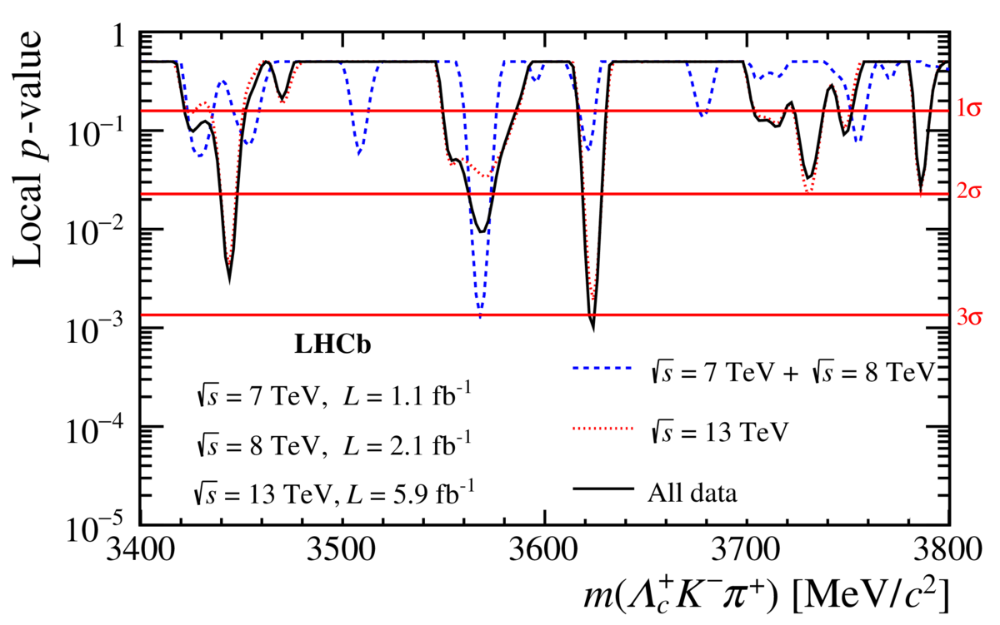 Local p-value
1
10⁻¹
10⁻²
10⁻³
10⁻⁴
10⁻⁵
1σ
2σ
3σ
LHCb
√s = 7 TeV, L = 1.1 fb⁻¹
√s = 8 TeV, L = 2.1 fb⁻¹
√s = 13 TeV, L = 5.9 fb⁻¹
√s = 7 TeV + √s = 8 TeV
√s = 13 TeV
All data
3400 3500 3600 3700 3800
m(Λc⁺K⁻π⁺) [MeV/c²]